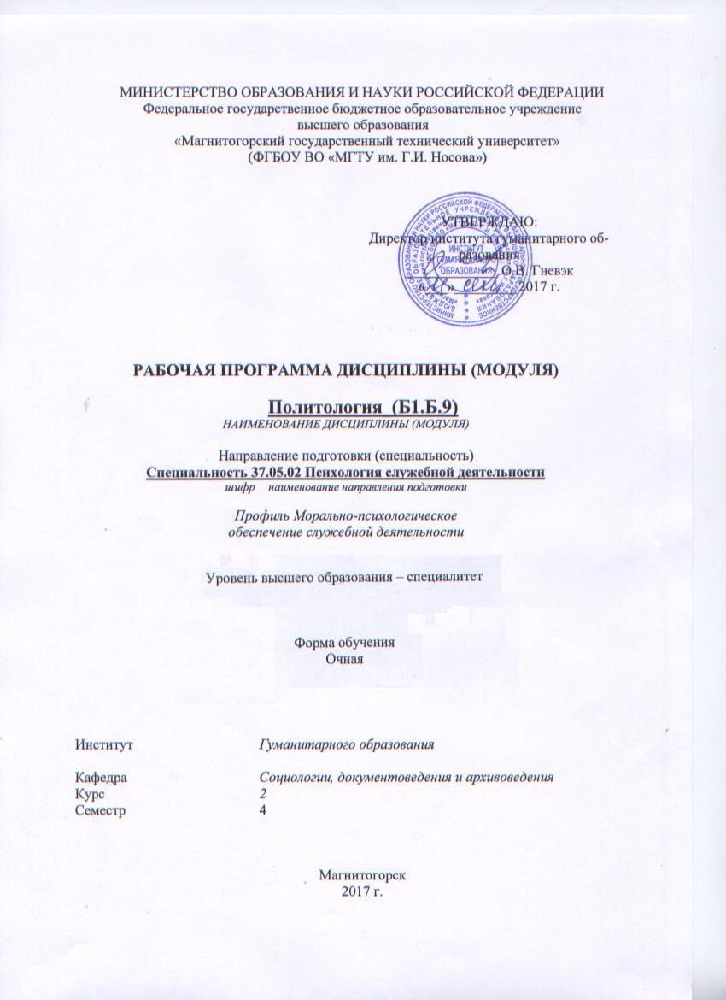 МИНИСТЕРСТВО ОБРАЗОВАНИЯ И НАУКИ РОССИЙСКОЙ ФЕДЕРАЦИИ
Федеральное государственное бюджетное образовательное учреждение
высшего образования
«Магнитогорский государственный технический университет»
(ФГБОУ ВО «МГТУ им. Г.И. Носова»)
УТВЕРЖДАЮ:
Директор института гуманитарного об-
разования
О.В. Гневэк
2017 г.
ИНСТИТУТ
ГУМАНИТАРНОГО
ОБРАЗОВАНИЯ
РАБОЧАЯ ПРОГРАММА ДИСЦИПЛИНЫ (МОДУЛЯ)
Политология (Б1.Б.9)
НАИМЕНОВАНИЕ ДИСЦИПЛИНЫ (МОДУЛЯ)
Направление подготовки (специальность)
Специальность 37.05.02 Психология служебной деятельности
шифр наименование направления подготовки
Профиль Морально-психологическое
обеспечение служебной деятельности
Уровень высшего образования – специалитет
Форма обучения
Очная
Институт Гуманитарного образования
Кафедра Социологии, документоведения и архивоведения
Курс 2
Семестр 4
Магнитогорск
2017 г.